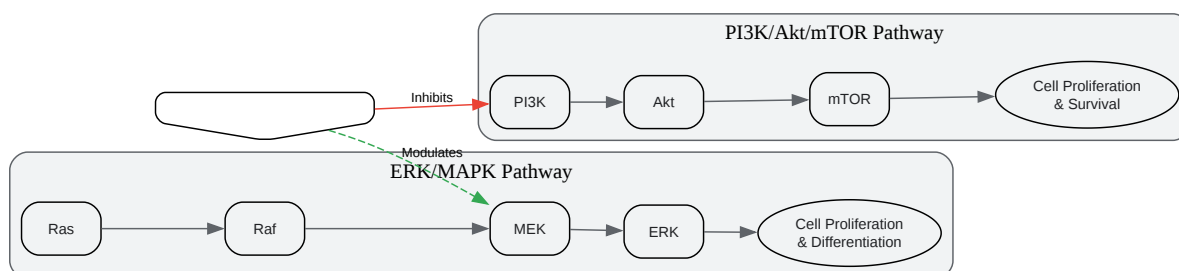 PI3K/Akt/mTOR Pathway
Inhibits
PI3K
Akt
mTOR
Cell Proliferation
& Survival
Modulates
ERK/MAPK Pathway
Ras
Raf
MEK
ERK
Cell Proliferation
& Differentiation